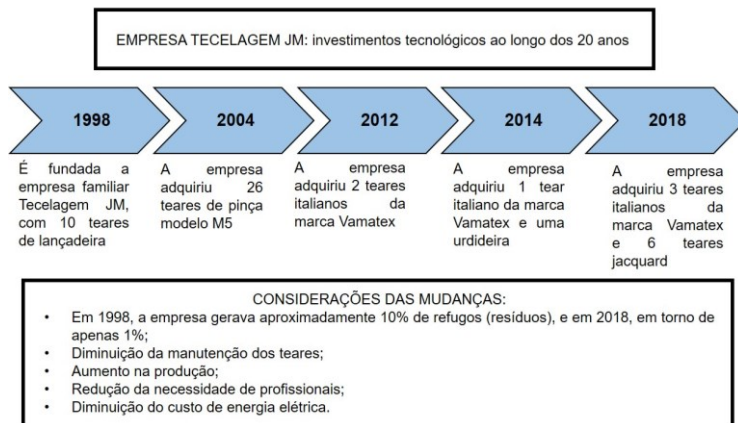 EMPRESA TECELAGEM JM: investimentos tecnológicos ao longo dos 20 anos
1998
É fundada a
empresa familiar
Tecelagem JM,
com 10 teares
de lançadeira
2004
A empresa
adquiriu 26
teares de pinça
modelo M5
2012
A empresa
adquiriu 2 teares
italianos da
marca Vamatex
2014
A empresa
adquiriu 1 tear
italiano da marca
Vamatex e uma
urdideira
2018
A empresa
adquiriu 3 teares
italianos da
marca Vamatex
e 6 teares
jacquard
CONSIDERAÇÕES DAS MUDANÇAS:
• Em 1998, a empresa gerava aproximadamente 10% de refugos (resíduos), e em 2018, em torno de
apenas 1%;
• Diminuição da manutenção dos teares;
• Aumento na produção;
• Redução da necessidade de profissionais;
• Diminuição do custo de energia elétrica.